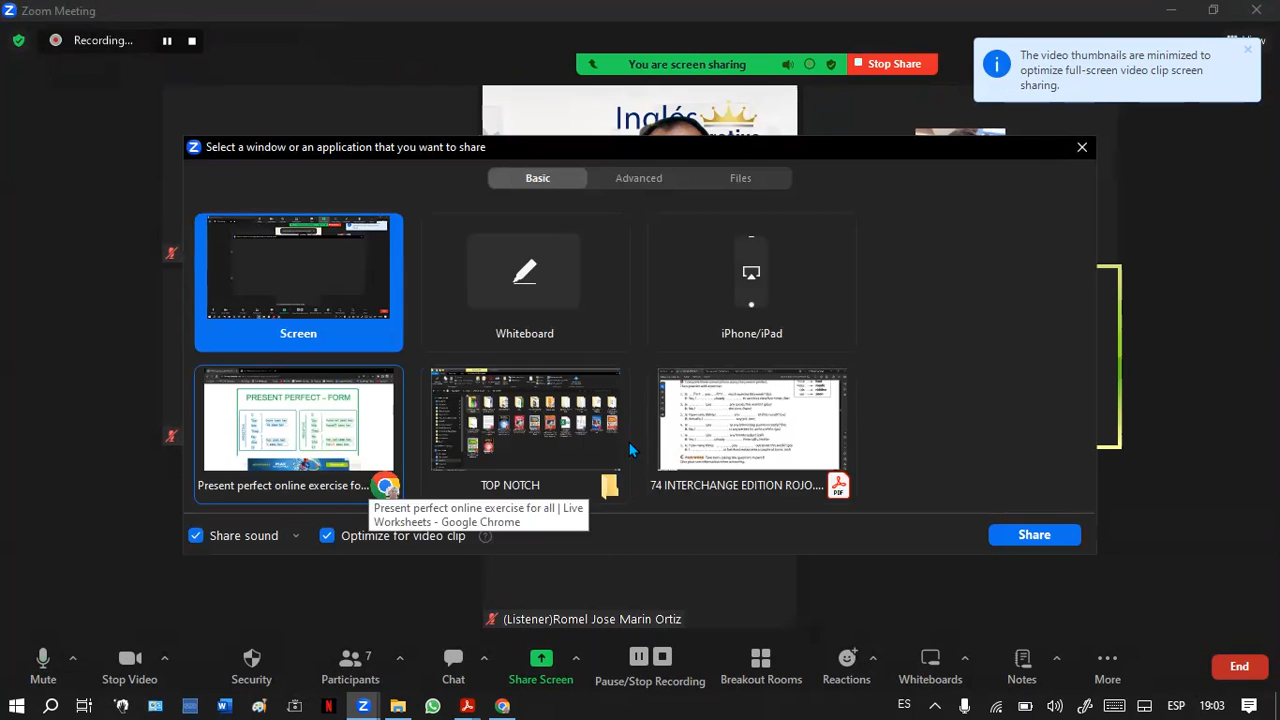 Zoom Meeting
Recording...
You are screen sharing
Stop Share
View
The video thumbnails are minimized to
optimize full-screen video clip screen
sharing.
Inglés
Select a window or an application that you want to share
Basic
Advanced
Files
Screen
Whiteboard
iPhone/iPad
PRESENT PERFECT – FORM
Present perfect online exercise fo...
TOP NOTCH
74 INTERCHANGE EDITION ROJO....
PDF
Present perfect online exercise for all | Live
Worksheets - Google Chrome
Share sound
Optimize for video clip
Share
(Listener)Romel Jose Marin Ortiz
Mute
Stop Video
Security
7
Participants
Chat
Share Screen
Pause/Stop Recording
Breakout Rooms
Reactions
Whiteboards
Notes
More
End
ES
ESP
19:03